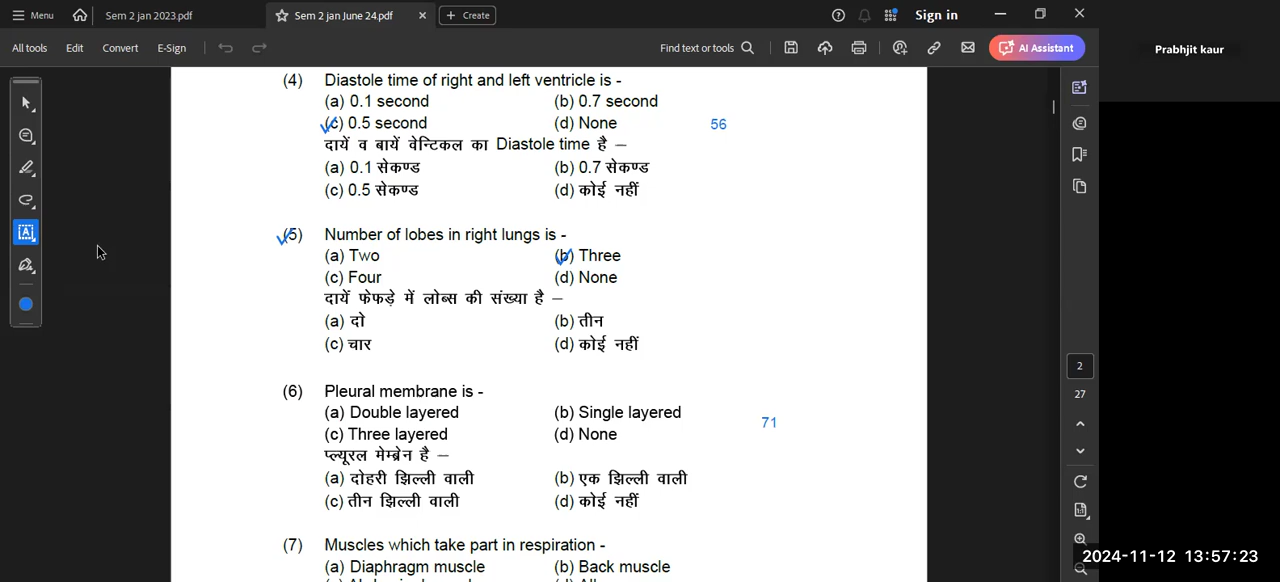 Menu Sem 2 jan 2023.pdf Sem 2 jan June 24.pdf Create Sign in
All tools Edit Convert E-Sign Find text or tools AI Assistant
Prabhjit kaur
(4) Diastole time of right and left ventricle is -
(a) 0.1 second (b) 0.7 second
(c) 0.5 second (d) None 56
दायें व बायें वेन्टिकल का Diastole time है –
(a) 0.1 सेकण्ड (b) 0.7 सेकण्ड
(c) 0.5 सेकण्ड (d) कोई नहीं
(5) Number of lobes in right lungs is -
(a) Two (b) Three
(c) Four (d) None
दायें फेफड़े में लोब्स की संख्या है –
(a) दो (b) तीन
(c) चार (d) कोई नहीं
(6) Pleural membrane is -
(a) Double layered (b) Single layered 71
(c) Three layered (d) None
प्ल्यूरल मेम्ब्रेन है –
(a) दोहरी झिल्ली वाली (b) एक झिल्ली वाली
(c) तीन झिल्ली वाली (d) कोई नहीं
(7) Muscles which take part in respiration -
(a) Diaphragm muscle (b) Back muscle
2
27
2024-11-12 13:57:23